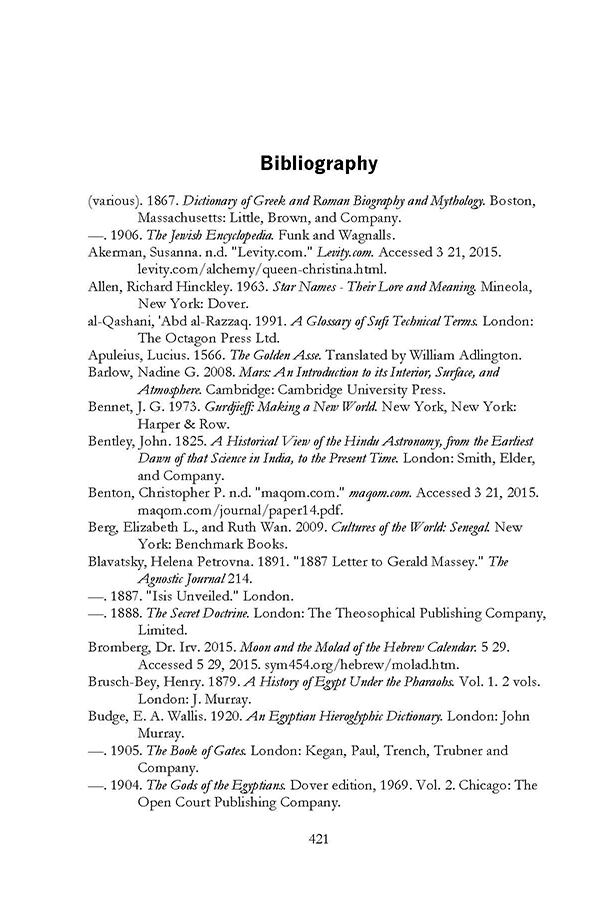 Bibliography
(various). 1867. Dictionary of Greek and Roman Biography and Mythology. Boston,
Massachusetts: Little, Brown, and Company.
—. 1906. The Jewish Encyclopedia. Funk and Wagnalls.
Akerman, Susanna. n.d. "Levity.com." Levity.com. Accessed 3 21, 2015.
levity.com/alchemy/queen-christina.html.
Allen, Richard Hinckley. 1963. Star Names - Their Lore and Meaning. Mineola,
New York: Dover.
al-Qashani, 'Abd al-Razzaq. 1991. A Glossary of Sufi Technical Terms. London:
The Octagon Press Ltd.
Apuleius, Lucius. 1566. The Golden Asse. Translated by William Adlington.
Barlow, Nadine G. 2008. Mars: An Introduction to its Interior, Surface, and
Atmosphere. Cambridge: Cambridge University Press.
Bennet, J. G. 1973. Gurdjieff: Making a New World. New York, New York:
Harper & Row.
Bentley, John. 1825. A Historical View of the Hindu Astronomy, from the Earliest
Dawn of that Science in India, to the Present Time. London: Smith, Elder,
and Company.
Benton, Christopher P. n.d. "maqom.com." maqom.com. Accessed 3 21, 2015.
maqom.com/journal/paper14.pdf.
Berg, Elizabeth L., and Ruth Wan. 2009. Cultures of the World: Senegal. New
York: Benchmark Books.
Blavatsky, Helena Petrovna. 1891. "1887 Letter to Gerald Massey." The
Agnostic Journal 214.
—. 1887. "Isis Unveiled." London.
—. 1888. The Secret Doctrine. London: The Theosophical Publishing Company,
Limited.
Bromberg, Dr. Irv. 2015. Moon and the Molad of the Hebrew Calendar. 5 29.
Accessed 5 29, 2015. sym454.org/hebrew/molad.htm.
Brusch-Bey, Henry. 1879. A History of Egypt Under the Pharaohs. Vol. 1. 2 vols.
London: J. Murray.
Budge, E. A. Wallis. 1920. An Egyptian Hieroglyphic Dictionary. London: John
Murray.
—. 1905. The Book of Gates. London: Kegan, Paul, Trench, Trubner and
Company.
—. 1904. The Gods of the Egyptians. Dover edition, 1969. Vol. 2. Chicago: The
Open Court Publishing Company.
421